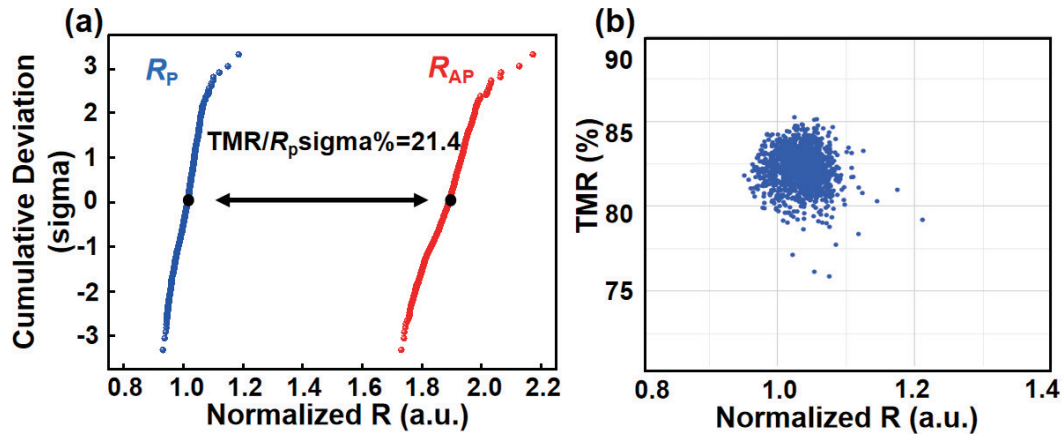 (a)
Cumulative Deviation
(sigma)
3
2
1
0
-1
-2
-3
RP
RAP
TMR/Rpsigma%=21.4
0.8 1.0 1.2 1.4 1.6 1.8 2.0 2.2
Normalized R (a.u.)
(b)
TMR (%)
90
85
80
75
0.8 1.0 1.2 1.4
Normalized R (a.u.)